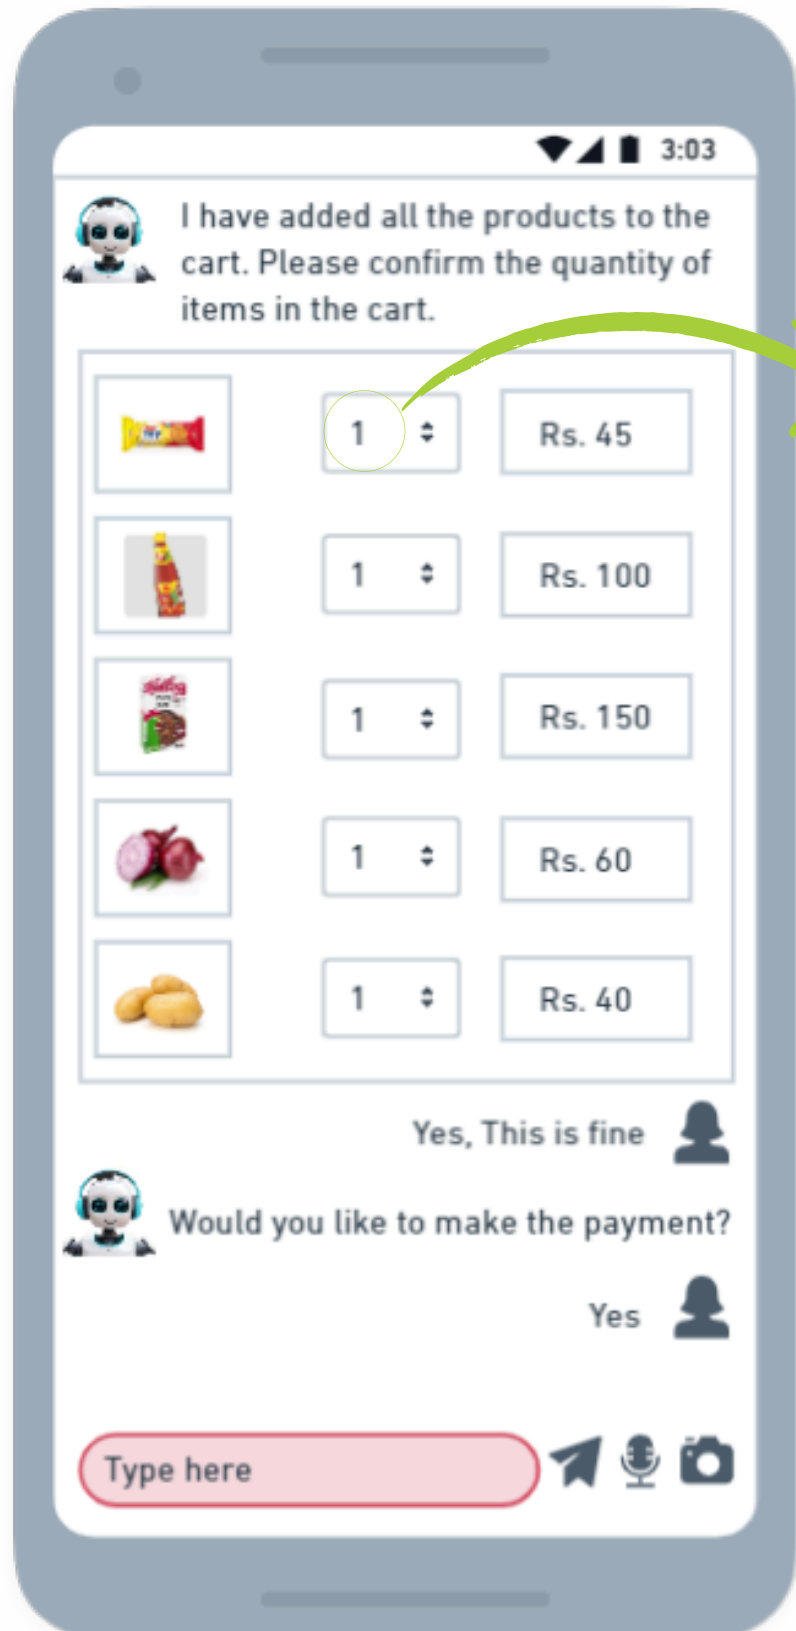 3:03
I have added all the products to the
cart. Please confirm the quantity of
items in the cart.
1 Rs. 45
1 Rs. 100
1 Rs. 150
1 Rs. 60
1 Rs. 40
Yes, This is fine
Would you like to make the payment?
Yes
Type here